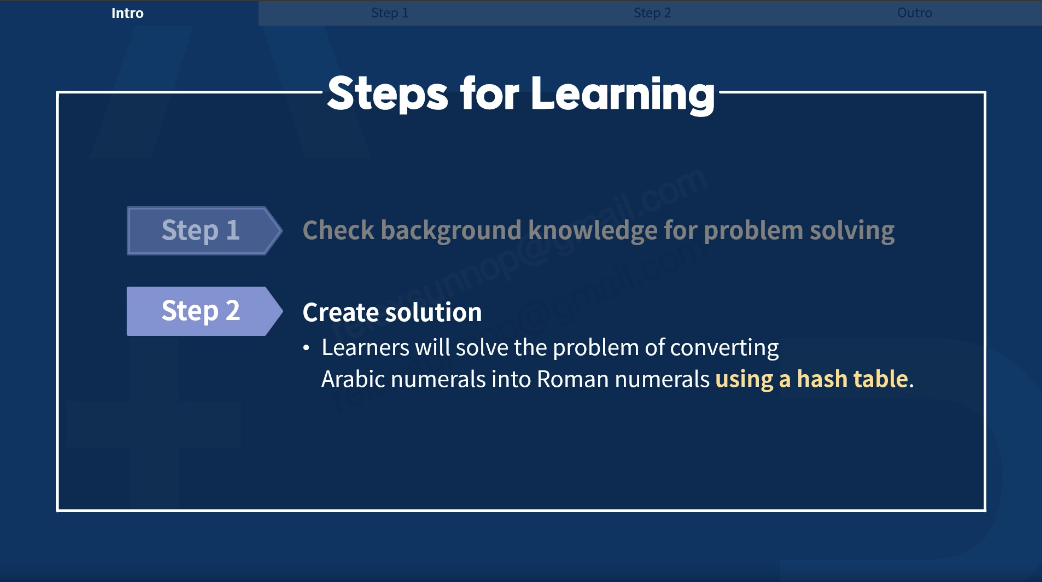 Intro
Step 1
Step 2
Outro
Steps for Learning
Step 1
Check background knowledge for problem solving
Step 2
Create solution
• Learners will solve the problem of converting
Arabic numerals into Roman numerals using a hash table.